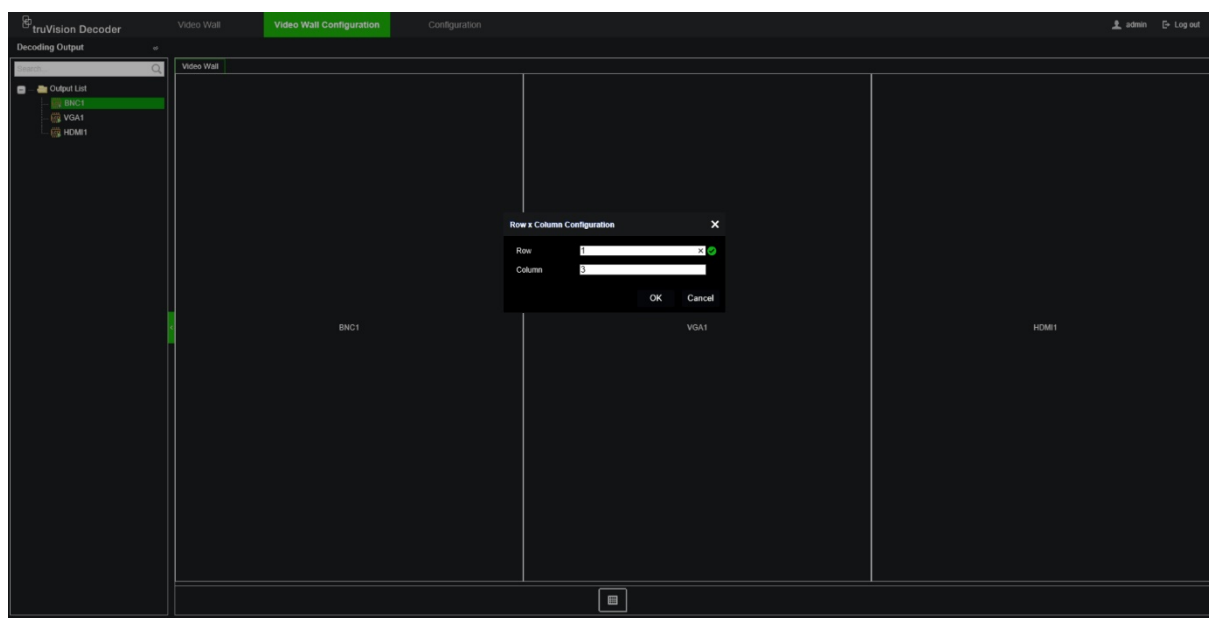 truVision Decoder
Video Wall
Video Wall Configuration
Configuration
admin
Log out
Decoding Output
Search...
Video Wall
Output List
BNC1
VGA1
HDMI1
Row x Column Configuration
Row
1
Column
3
OK
Cancel
BNC1
VGA1
HDMI1